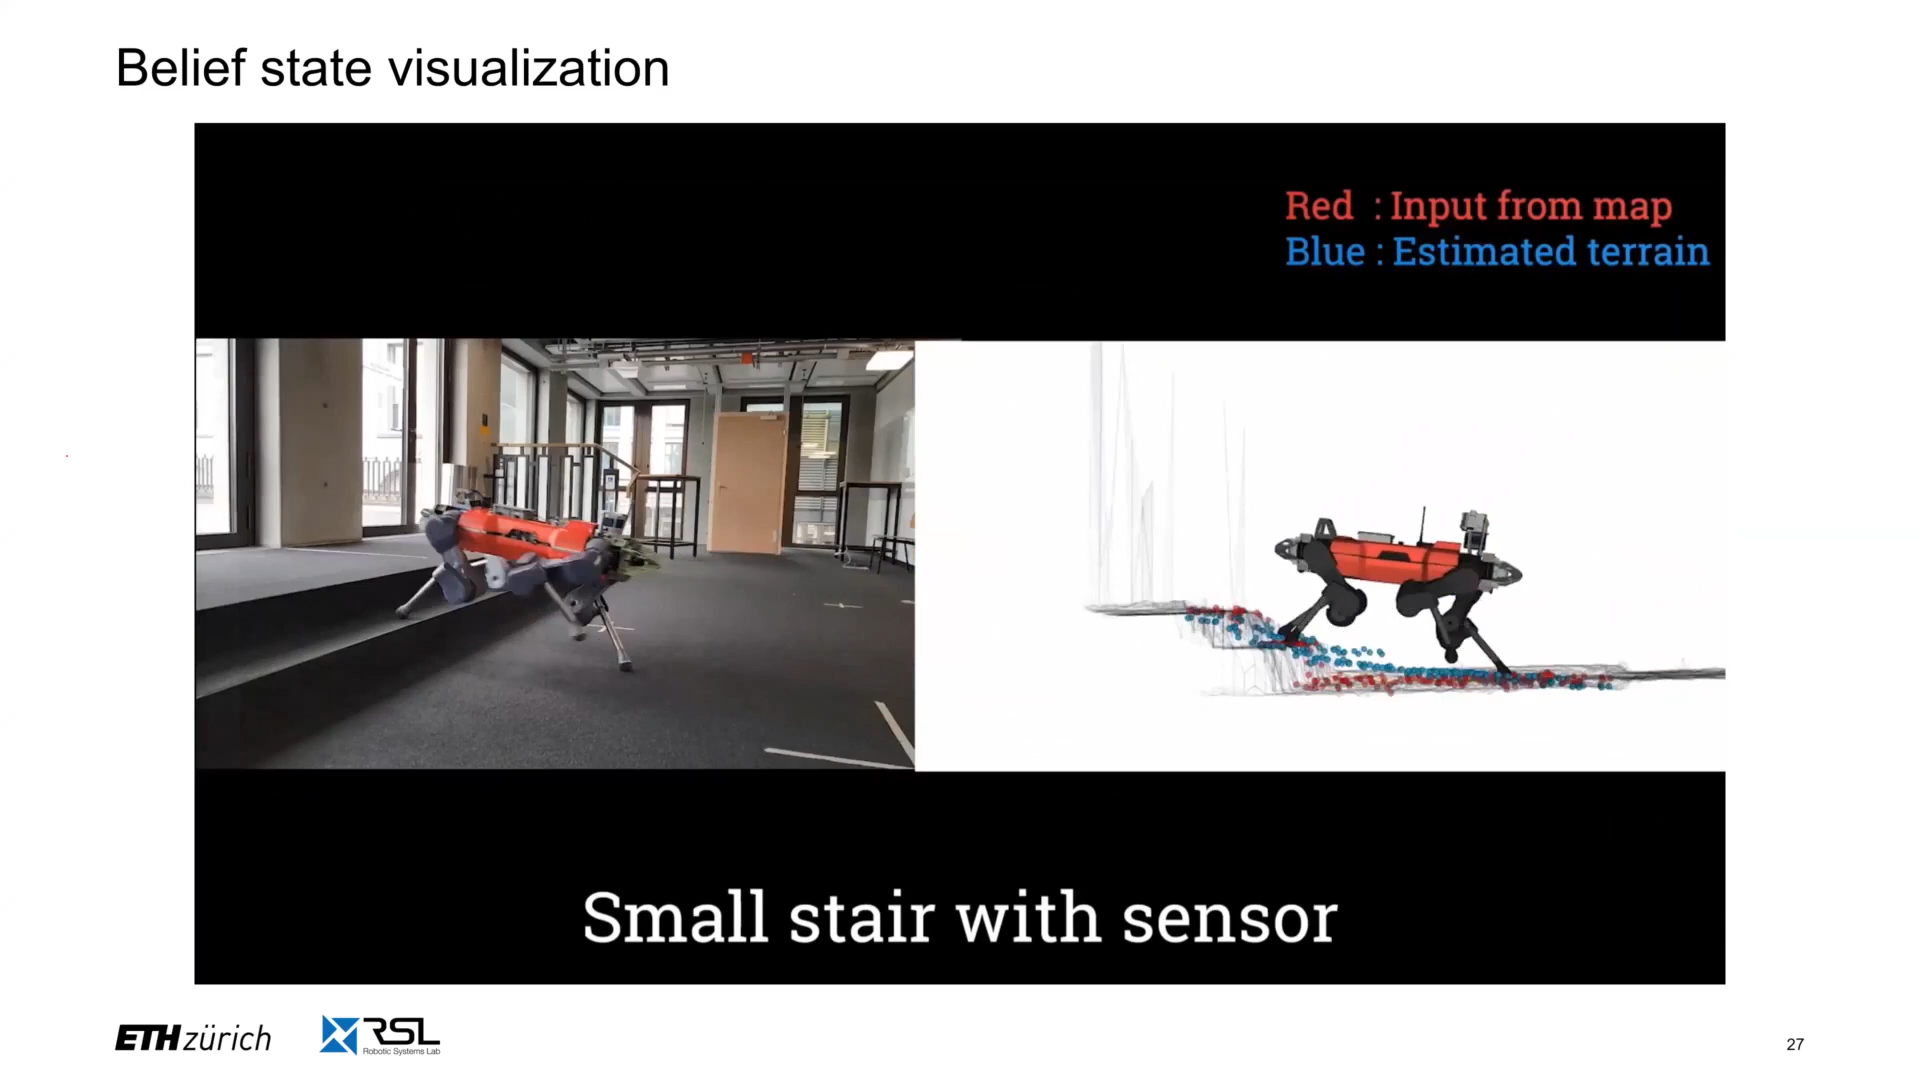 Belief state visualization
Red : Input from map
Blue : Estimated terrain
Small stair with sensor
ETH zürich
RSL
Robotic Systems Lab
27